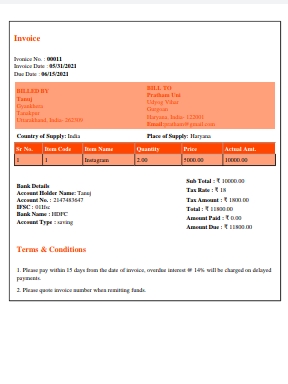 Invoice
Ivonice No. : 00011
Invoice Date : 05/31/2021
Due Date : 06/15/2021
BILLED BY
Tanuj
Gyankhera
Tanakpur
Uttarakhand, India- 262309
BILL TO
Pratham Uni
Udyog Vihar
Gurgram
Haryana, India- 122001
Email:pratham@gmail.com
Country of Supply: India Place of Supply: Haryana
Sr No. Item Code Item Name Quantity Price Actual Amt.
1 1 Instagram 2.00 5000.00 10000.00
Bank Details
Account Holder Name: Tanuj
Account No. : 2147483647
IFSC :
Bank Name : HDFC
Account Type : saving
Sub Total : ₹ 10000.00
Tax Rate : ₹ 18
Tax Amount : ₹ 1800.00
Total : ₹ 11800.00
Amount Paid : ₹ 0.00
Amount Due : ₹ 11800.00
Terms & Conditions
1. Please pay within 15 days from the date of invoice, overdue interest @ 14% will be charged on delayed
payments.
2. Please quote invoice number when remitting funds.